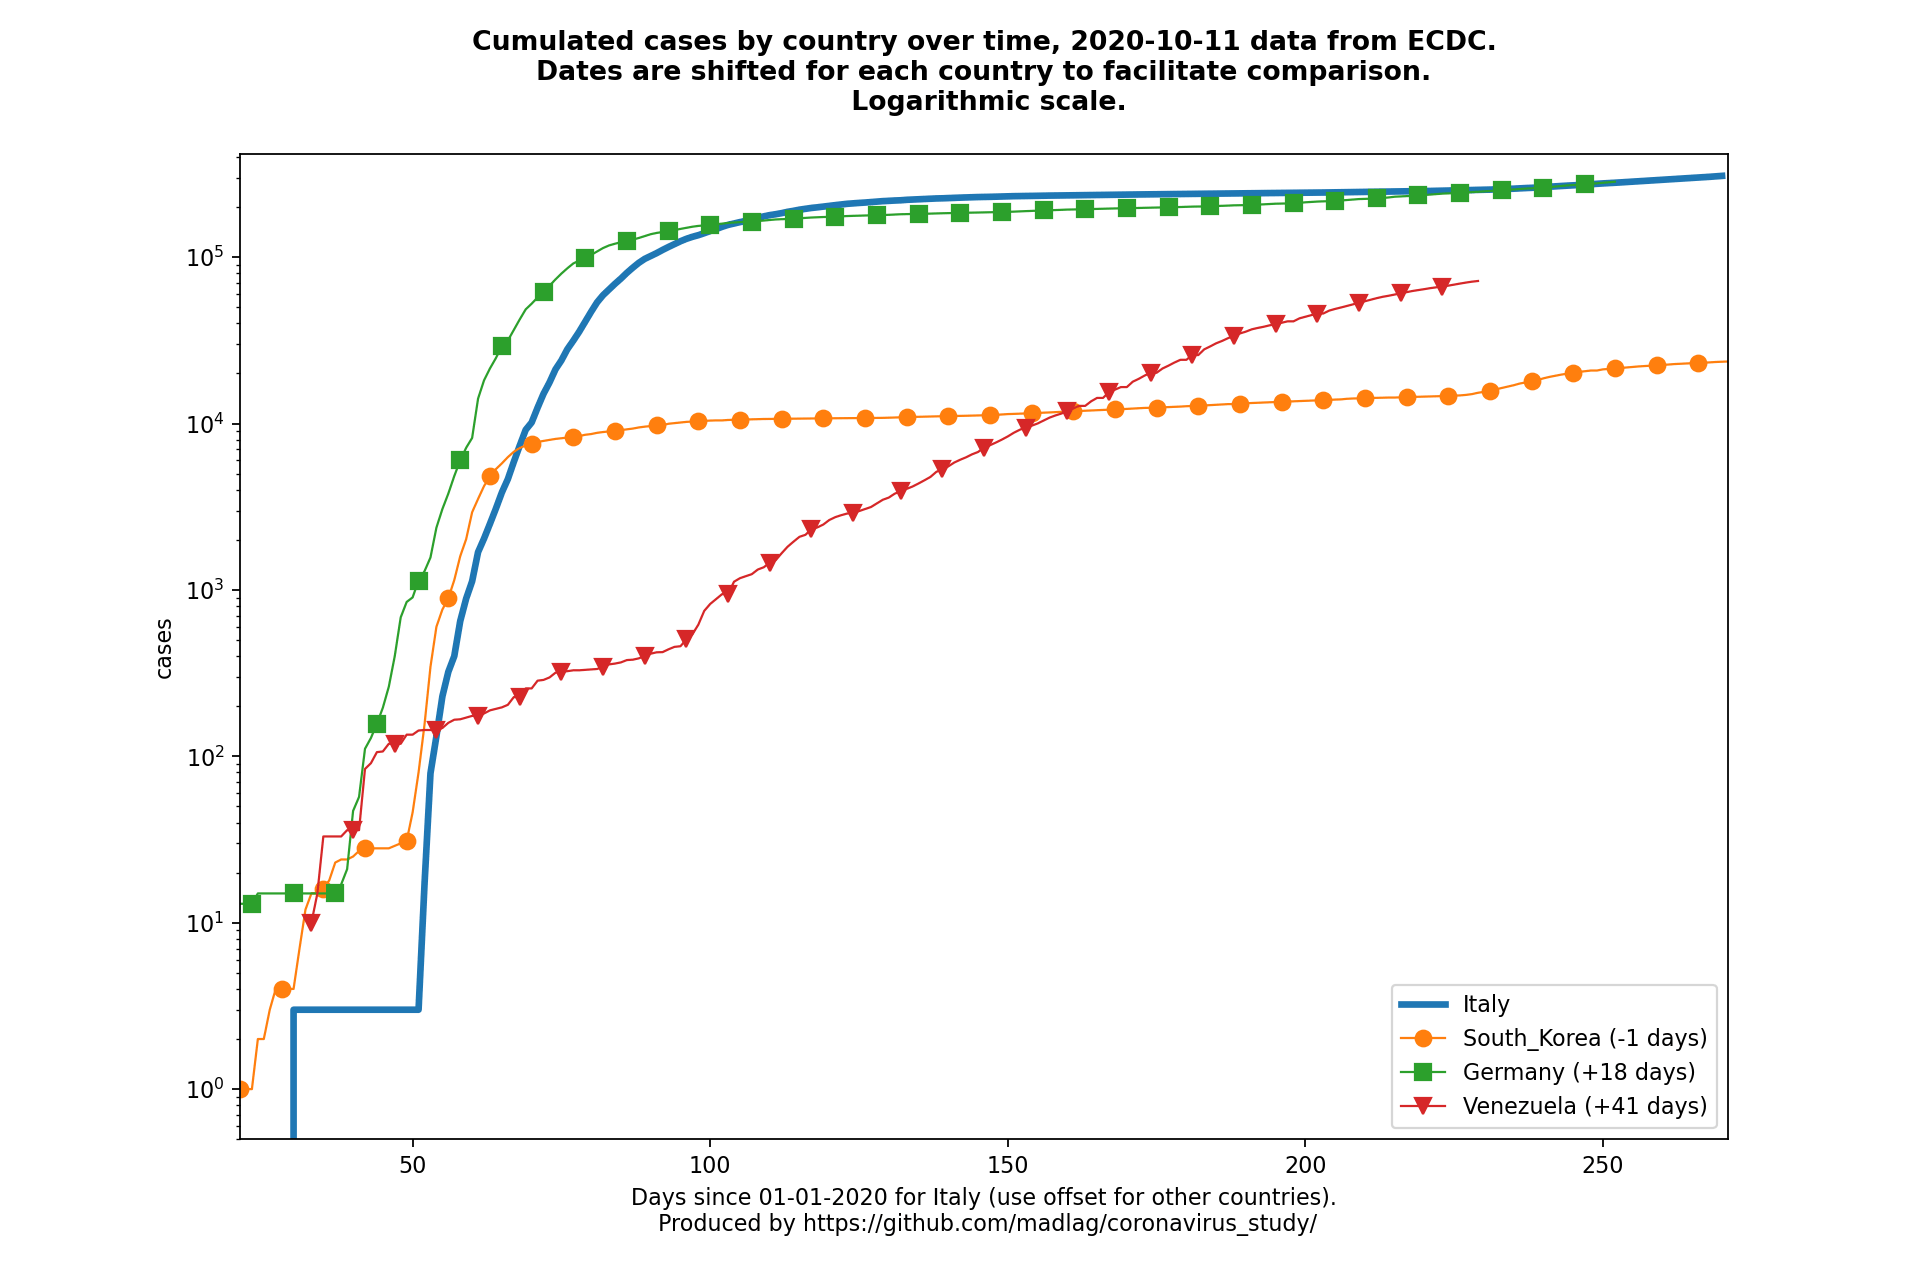 Cumulated cases by country over time, 2020-10-11 data from ECDC.
Dates are shifted for each country to facilitate comparison.
Logarithmic scale.
cases
10^5
10^4
10^3
10^2
10^1
10^0
50 100 150 200 250
Italy
South_Korea (-1 days)
Germany (+18 days)
Venezuela (+41 days)
Days since 01-01-2020 for Italy (use offset for other countries).
Produced by https://github.com/madlag/coronavirus_study/